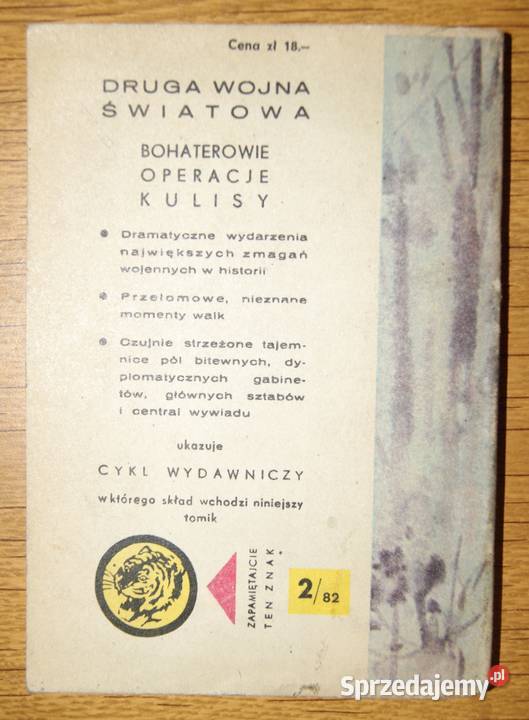 Cena zł 18.–
DRUGA WOJNA
ŚWIATOWA
BOHATEROWIE
OPERACJE
KULISY
● Dramatyczne wydarzenia
największych zmagań
wojennych w historii
● Przełomowe, nieznane
momenty walk
● Czujnie strzeżone tajem-
nice pól bitewnych, dy-
plomatycznych gabine-
tów, głównych sztabów
i central wywiadu
ukazuje
CYKL WYDAWNICZY
w którego skład wchodzi niniejszy
tomik
ZAPAMIĘTAJCIE
TEN ZNAK
2/82
Sprzedajemy.pl